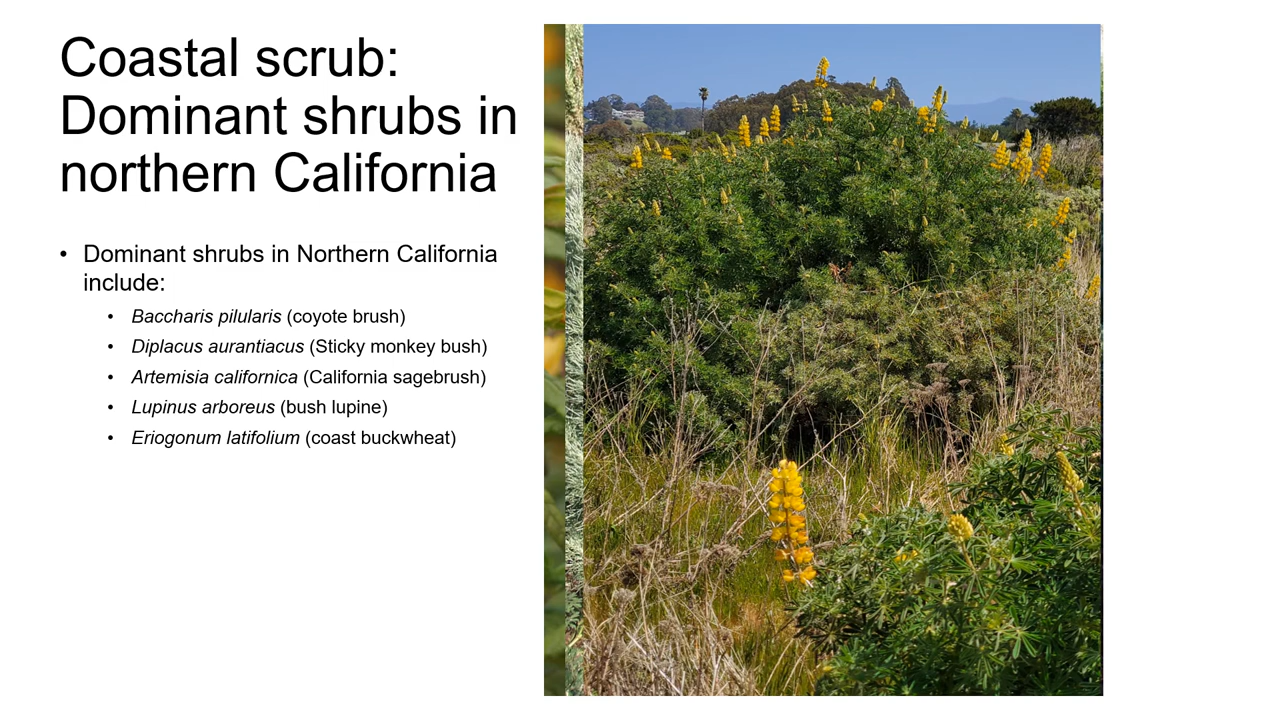 Coastal scrub:
Dominant shrubs in
northern California
• Dominant shrubs in Northern California
include:
• Baccharis pilularis (coyote brush)
• Diplacus aurantiacus (Sticky monkey bush)
• Artemisia californica (California sagebrush)
• Lupinus arboreus (bush lupine)
• Eriogonum latifolium (coast buckwheat)